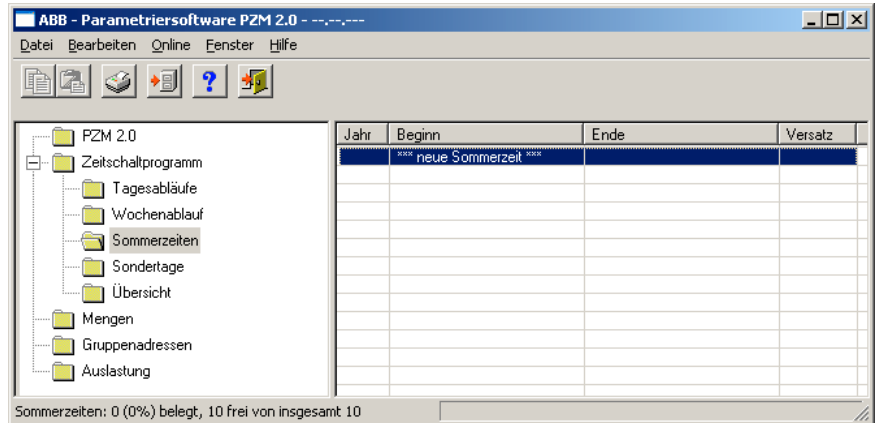 ABB - Parametriersoftware PZM 2.0 - --.--.---
Datei Bearbeiten Online Fenster Hilfe
PZM 2.0
Zeitschaltprogramm
Tagesabläufe
Wochenablauf
Sommerzeiten
Sondertage
Übersicht
Mengen
Gruppenadressen
Auslastung
Jahr Beginn Ende Versatz
*** neue Sommerzeit ***
Sommerzeiten: 0 (0%) belegt, 10 frei von insgesamt 10